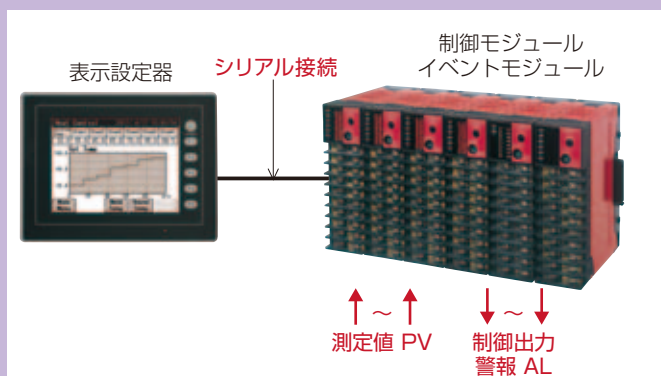 表示設定器
シリアル接続
制御モジュール
イベントモジュール
～
測定値 PV
～
制御出力
警報 AL